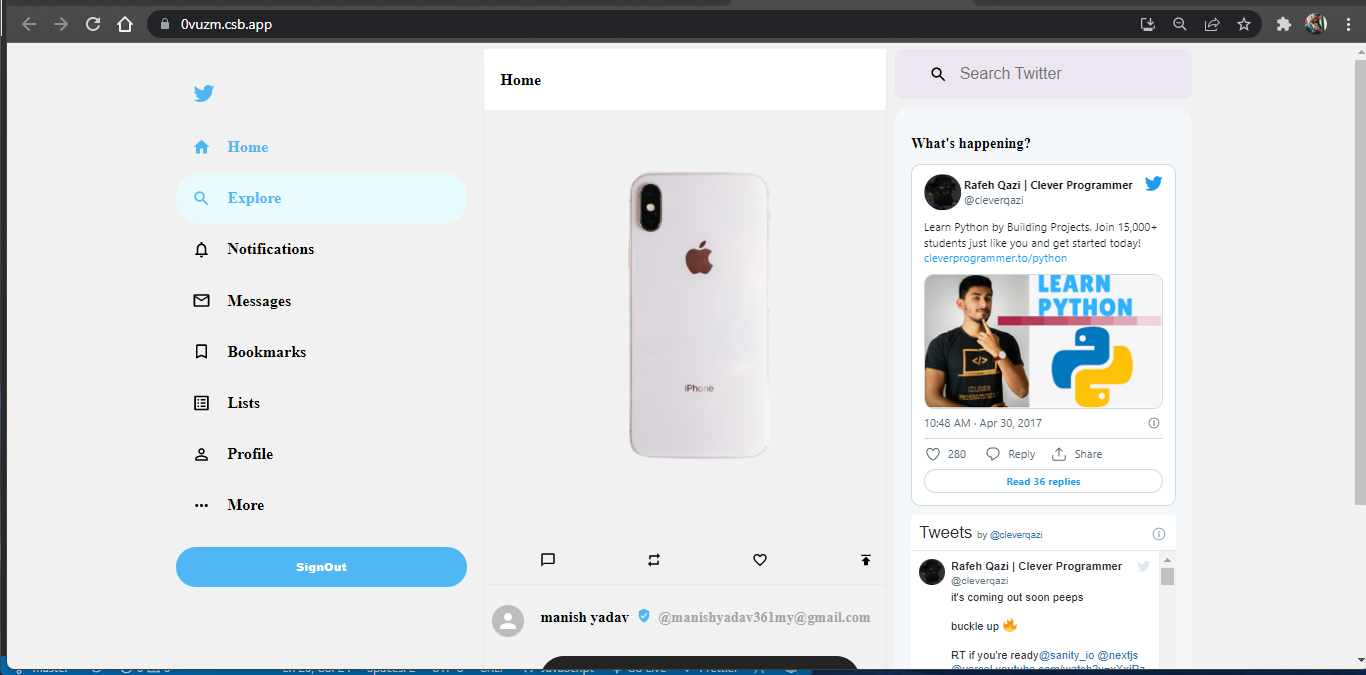 0vuzm.csb.app
Home
Explore
Notifications
Messages
Bookmarks
Lists
Profile
More
SignOut
Home
iPhone
manish yadav @manishyadav361my@gmail.com
Search Twitter
What's happening?
Rafeh Qazi | Clever Programmer
@cleverqazi
Learn Python by Building Projects. Join 15,000+
students just like you and get started today!
cleverprogrammer.to/python
LEARN
PYTHON
</>
10:48 AM · Apr 30, 2017
280 Reply Share
Read 36 replies
Tweets by @cleverqazi
Rafeh Qazi | Clever Programmer
@cleverqazi
it's coming out soon peeps
buckle up 🔥
RT if you're ready@sanity_io @nextjs